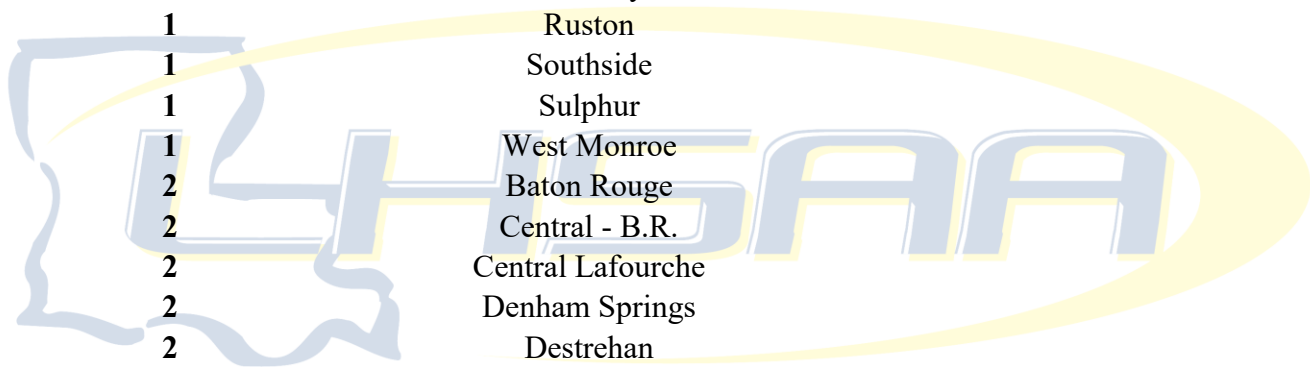 1 Ruston
1 Southside
1 Sulphur
1 West Monroe
2 Baton Rouge
2 Central - B.R.
2 Central Lafourche
2 Denham Springs
2 Destrehan
LHSAA